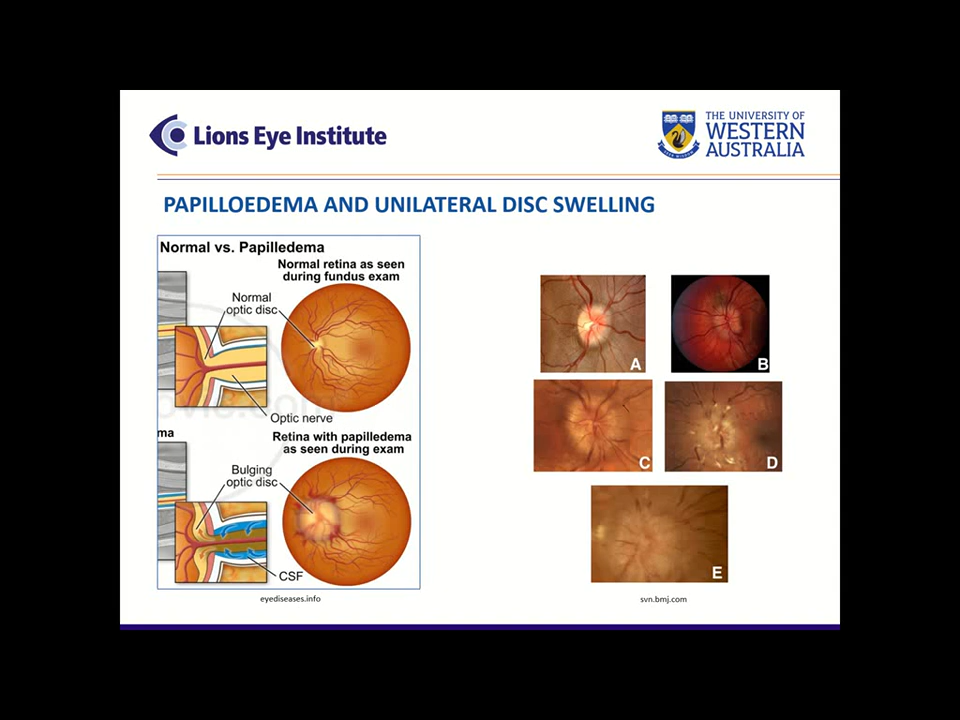 Lions Eye Institute
THE UNIVERSITY OF
WESTERN
AUSTRALIA
PAPILLOEDEMA AND UNILATERAL DISC SWELLING
Normal vs. Papilledema
Normal retina as seen
during fundus exam
Normal
optic disc
Optic nerve
ma
Retina with papilledema
as seen during exam
Bulging
optic disc
CSF
eyediseases.info
A
B
C
D
E
svn.bmj.com